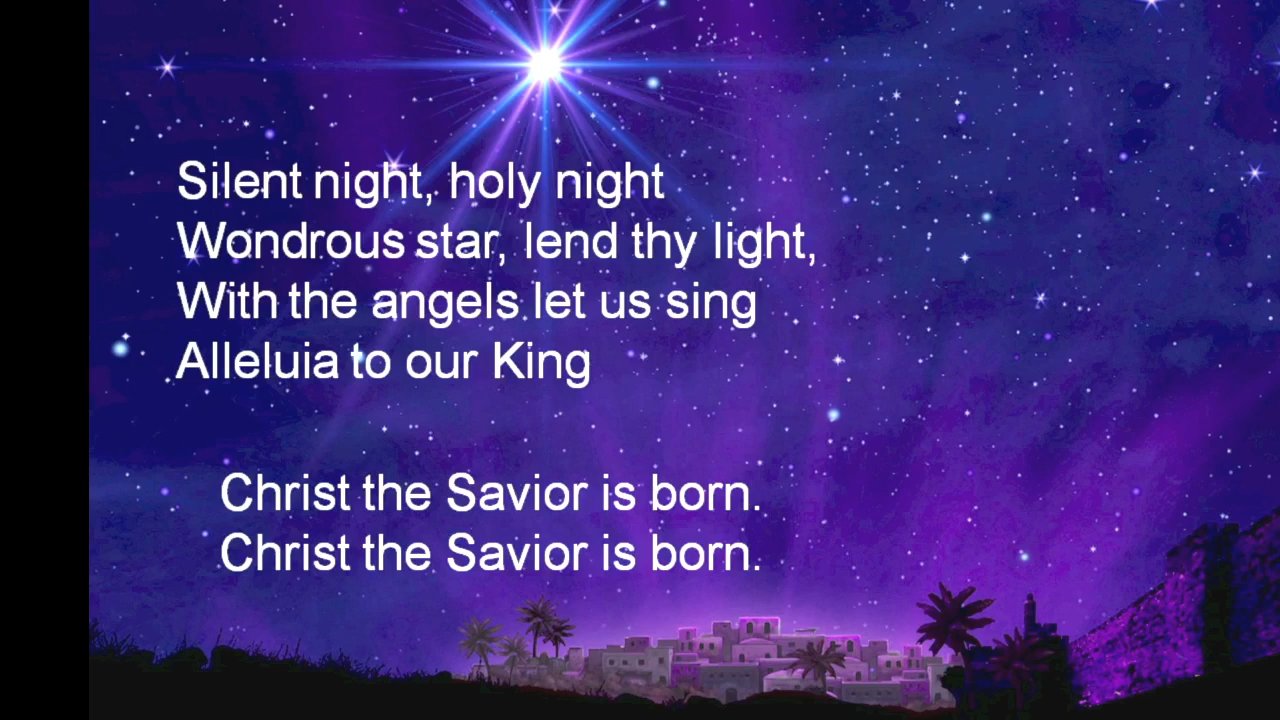 Silent night, holy night
Wondrous star, lend thy light,
With the angels let us sing
Alleluia to our King
Christ the Savior is born.
Christ the Savior is born.